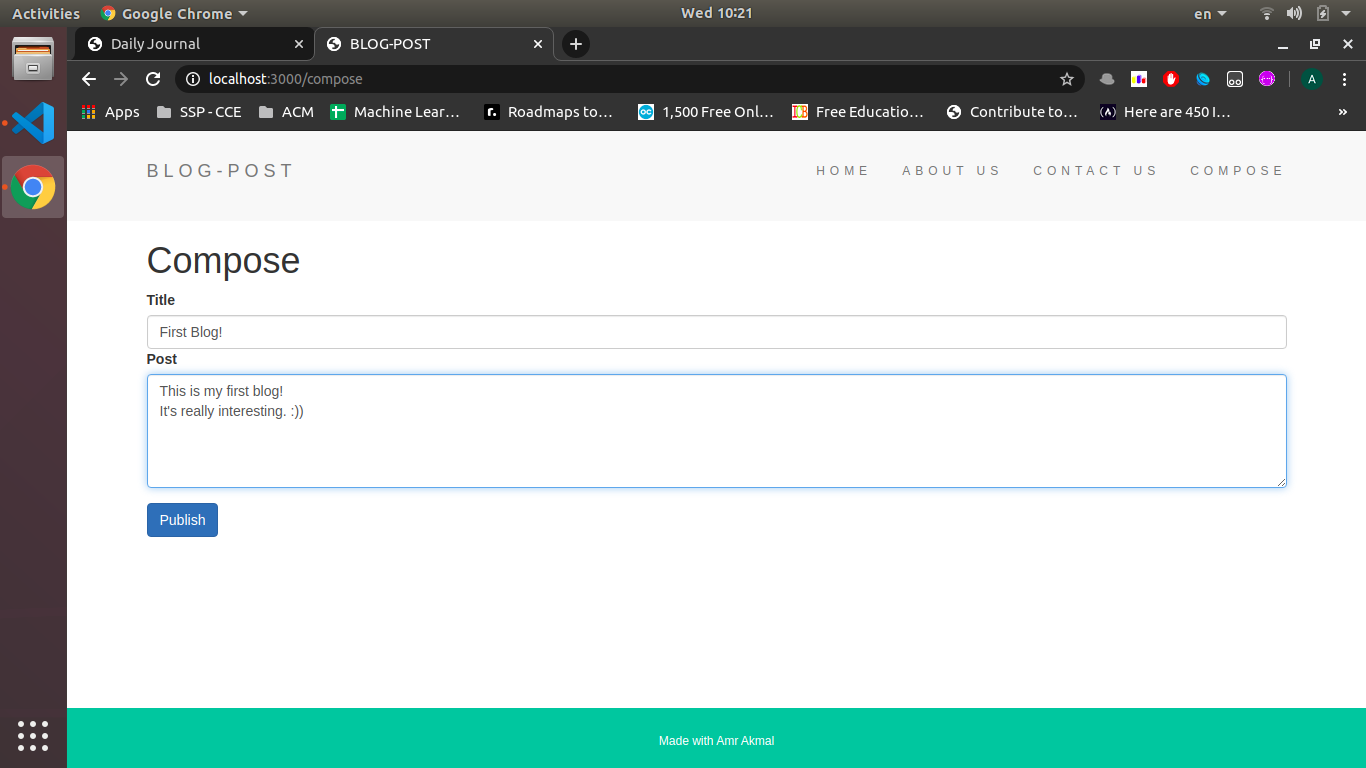 Activities Google Chrome Wed 10:21 en
Daily Journal BLOG-POST
localhost:3000/compose A
Apps SSP - CCE ACM Machine Lear... r. Roadmaps to... 1,500 Free Onl... Free Educatio... Contribute to... Here are 450 I... »
BLOG-POST HOME ABOUT US CONTACT US COMPOSE
Compose
Title
First Blog!
Post
This is my first blog!
It's really interesting. :))
Publish
Made with Amr Akmal